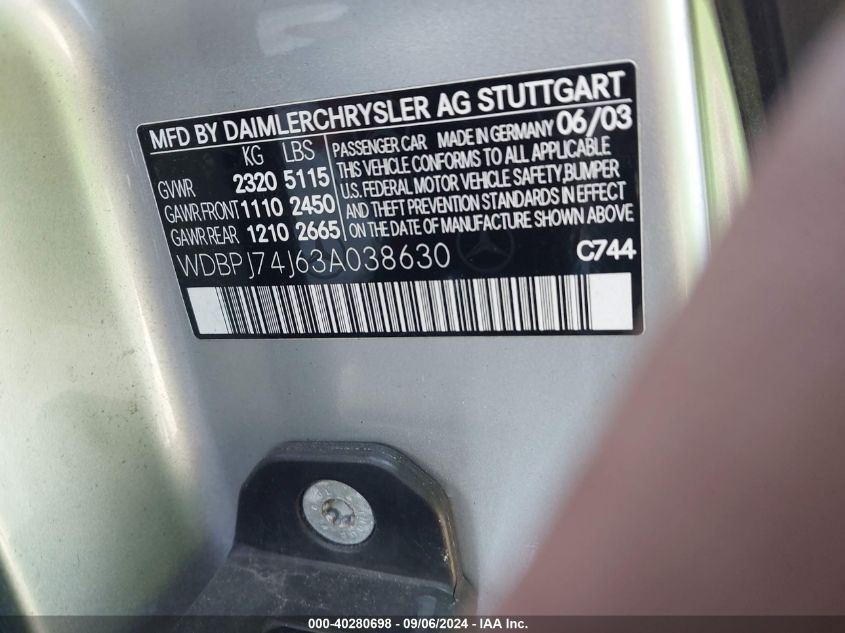 MFD BY DAIMLERCHRYSLER AG STUTTGART
KG LBS
GVWR. 2320 5115
GAWR.FRONT 1110 2450
GAWR.REAR 1210 2665
PASSENGER CAR MADE IN GERMANY 06/03
THIS VEHICLE CONFORMS TO ALL APPLICABLE
U.S. FEDERAL MOTOR VEHICLE SAFETY,BUMPER
AND THEFT PREVENTION STANDARDS IN EFFECT
ON THE DATE OF MANUFACTURE SHOWN ABOVE
WDBPJ74J63A038630
C744
000-40280698 - 09/06/2024 - IAA Inc.